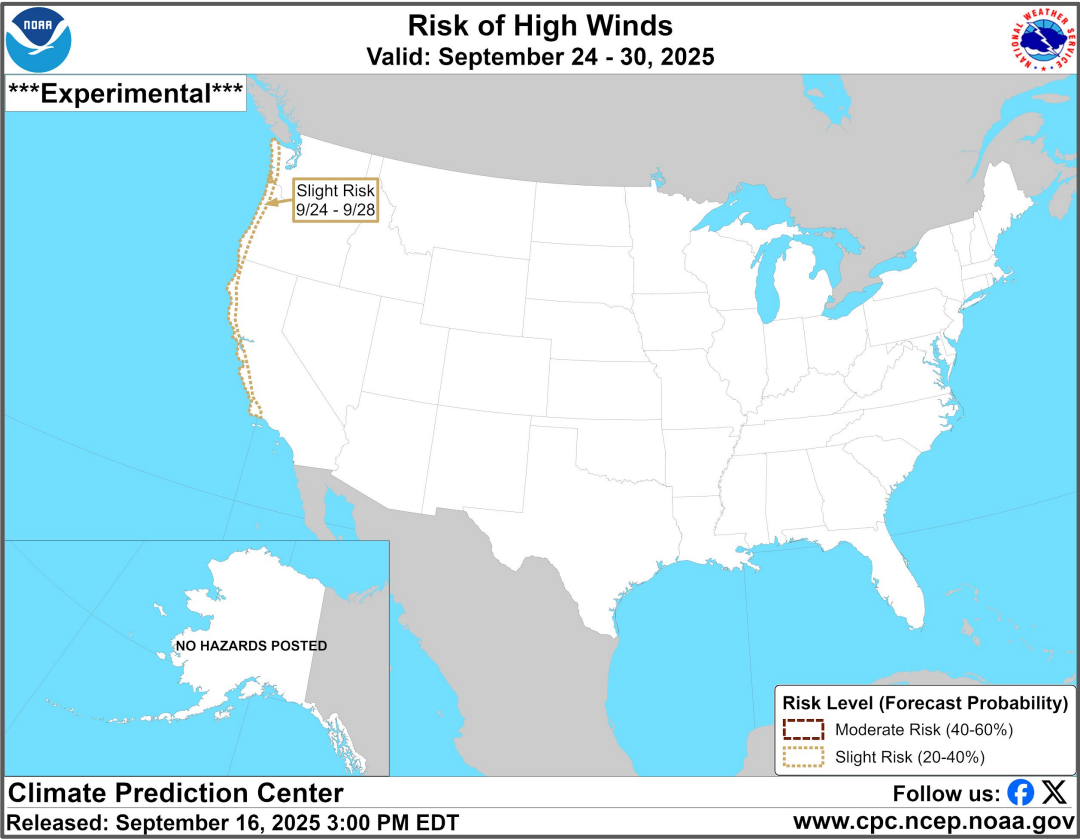 NOAA
Risk of High Winds
Valid: September 24 - 30, 2025
NATIONAL WEATHER SERVICE
***Experimental***
Slight Risk
9/24 - 9/28
NO HAZARDS POSTED
Risk Level (Forecast Probability)
Moderate Risk (40-60%)
Slight Risk (20-40%)
Climate Prediction Center
Follow us:
Released: September 16, 2025 3:00 PM EDT
www.cpc.ncep.noaa.gov